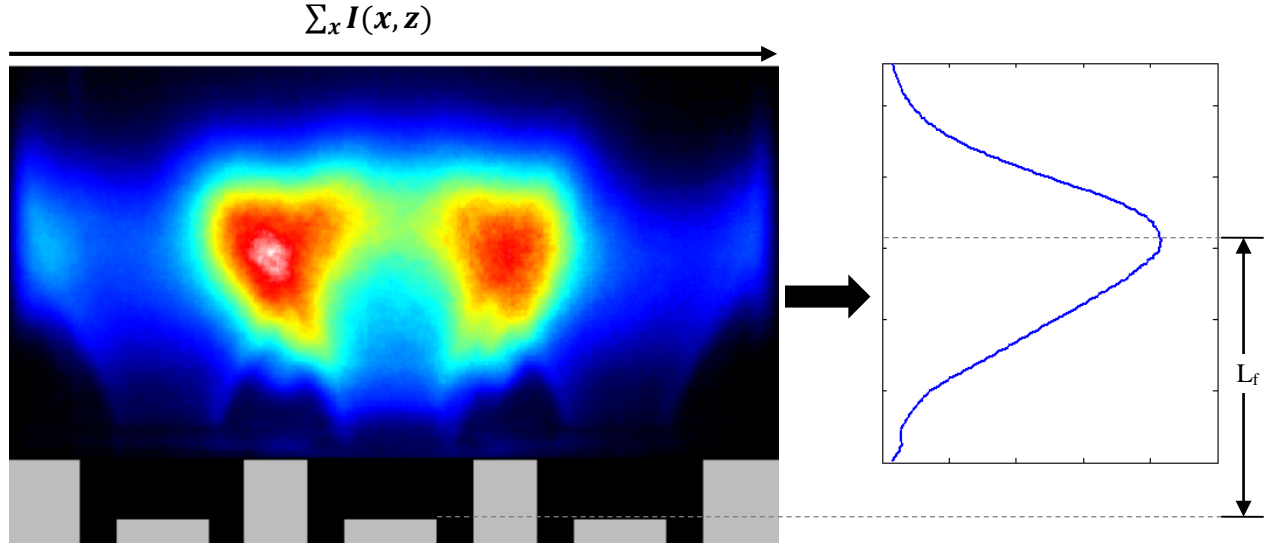 ∑ₓ I(x, z)
L_f